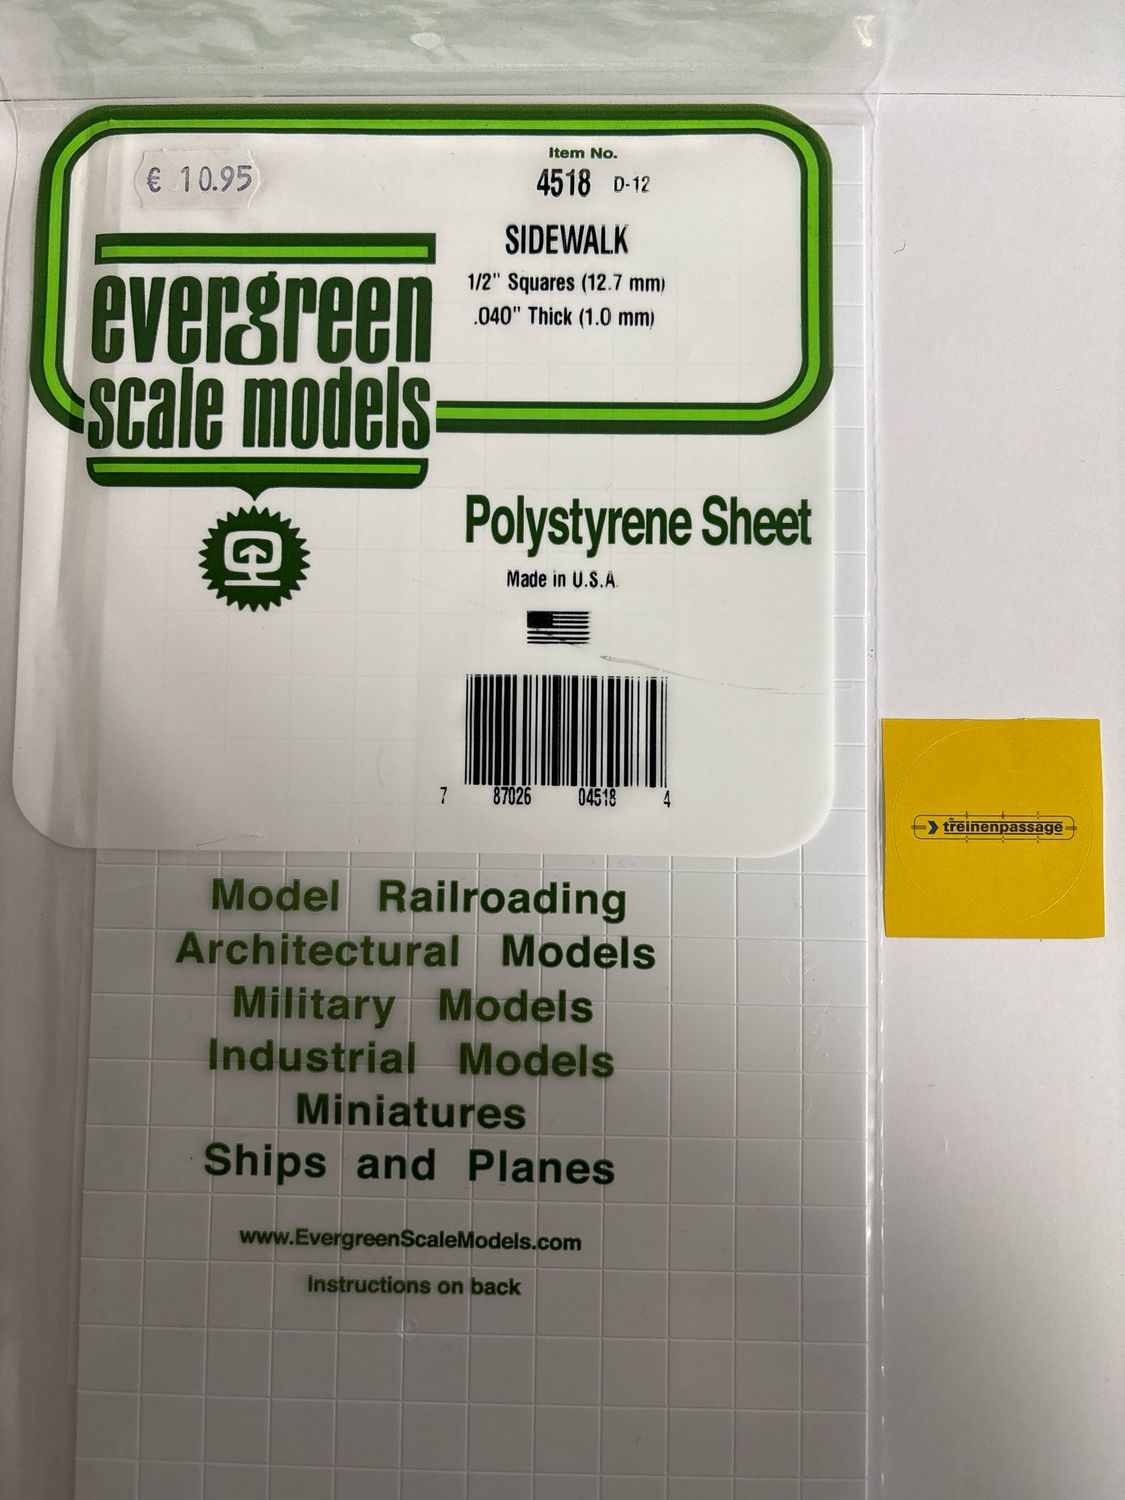 € 10.95
Item No.
4518 D-12
SIDEWALK
1/2" Squares (12.7 mm)
.040" Thick (1.0 mm)
evergreen
scale models
Polystyrene Sheet
Made in U.S.A.
7 87026 04518 4
treinenpassage
Model Railroading
Architectural Models
Military Models
Industrial Models
Miniatures
Ships and Planes
www.EvergreenScaleModels.com
Instructions on back